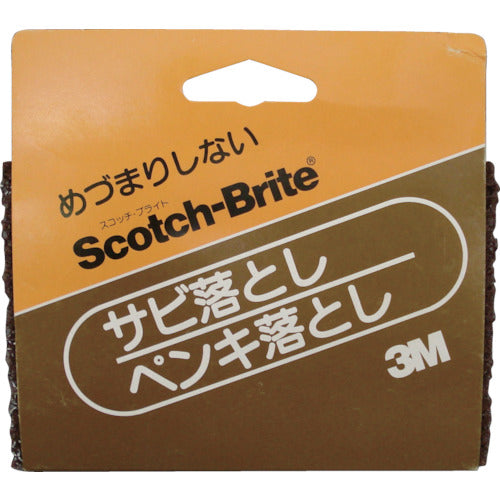 めづまりしない
スコッチ・ブライト
Scotch-Brite®
サビ落とし
ペンキ落とし
3M